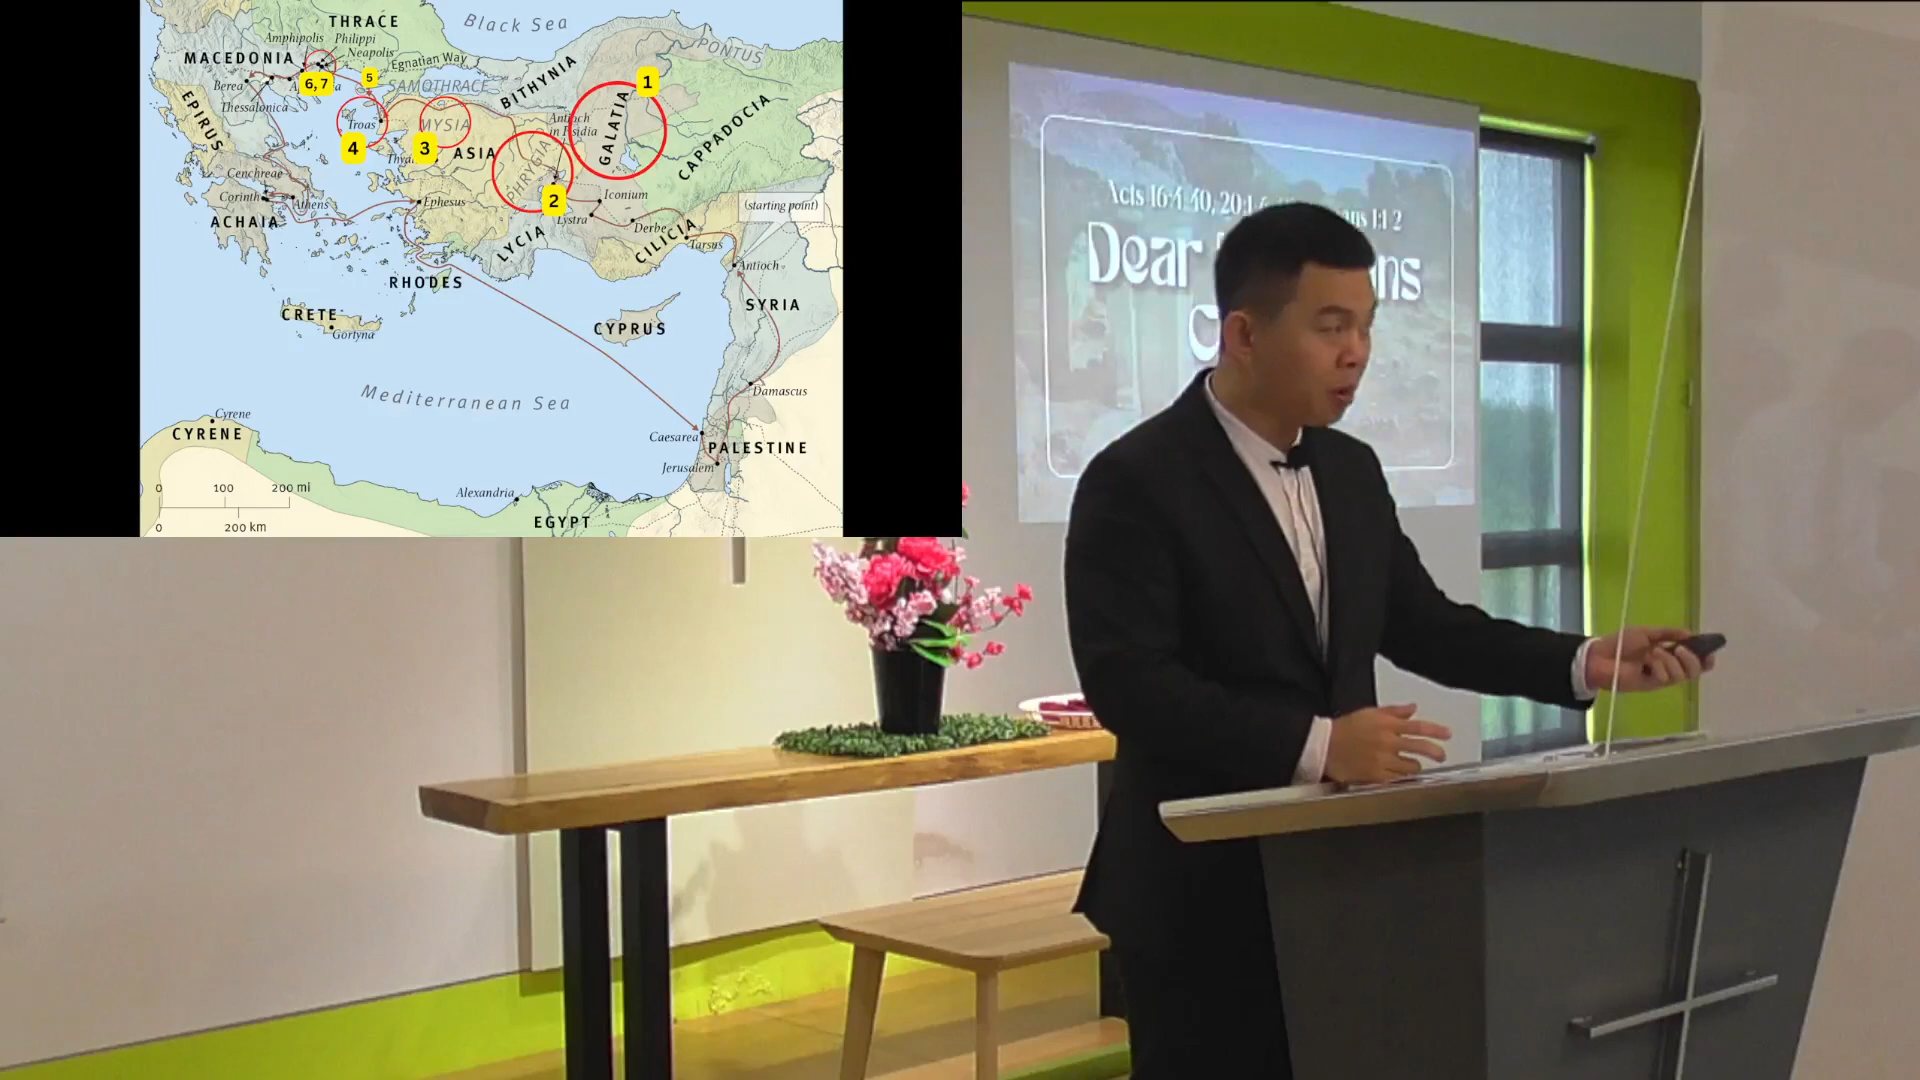 THRACE
Black Sea
Amphipolis
Philippi
Neapolis
MACEDONIA
PONTUS
Egnatian Way
BITHYNIA
5
1
6, 7
Berea
SAMOTHRACE
EPIRUS
Thessalonica
GALATIA
CAPPADOCIA
Troas
MYSIA
Antioch
in Pisidia
4
3
ASIA
PHRYGIA
Cenchreae
Iconium
2
Corinth
Athens
Ephesus
(starting point)
ACHAIA
Lystra
Derbe
LYCIA
CILICIA
Tarsus
Antioch
RHODES
SYRIA
CRETE
CYPRUS
Gortyna
Mediterranean Sea
Damascus
Cyrene
CYRENE
Caesarea
PALESTINE
Jerusalem
0 100 200 mi
Alexandria
EGYPT
0 200 km
Dear